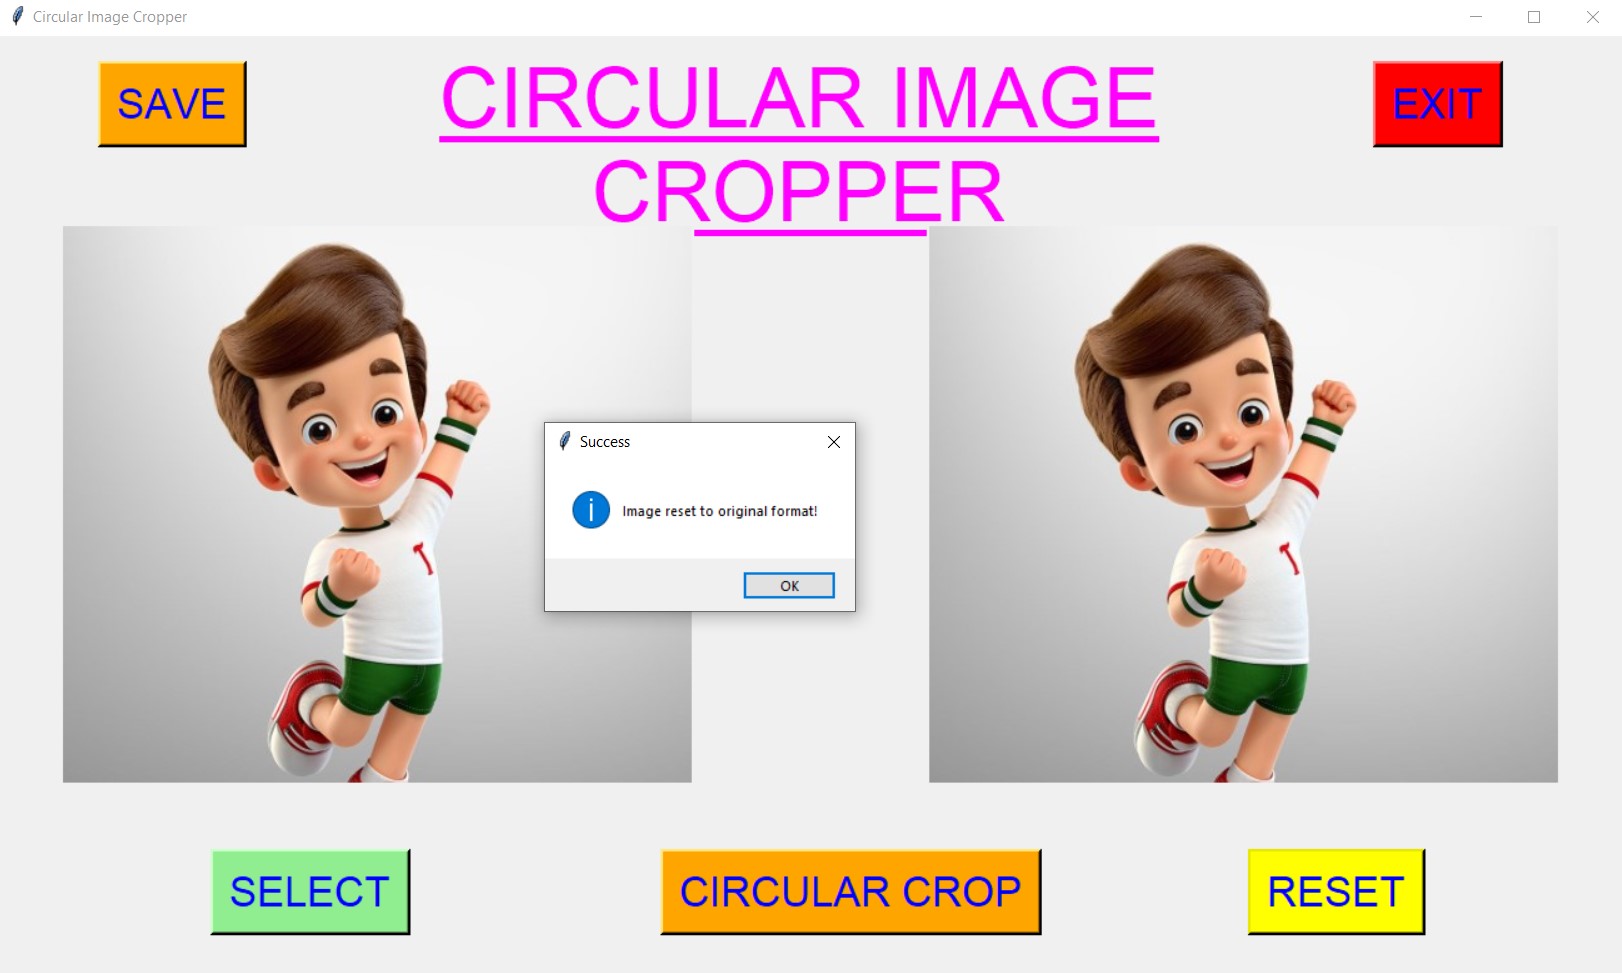 Circular Image Cropper
SAVE
CIRCULAR IMAGE
CROPPER
EXIT
Success
Image reset to original format!
OK
SELECT
CIRCULAR CROP
RESET